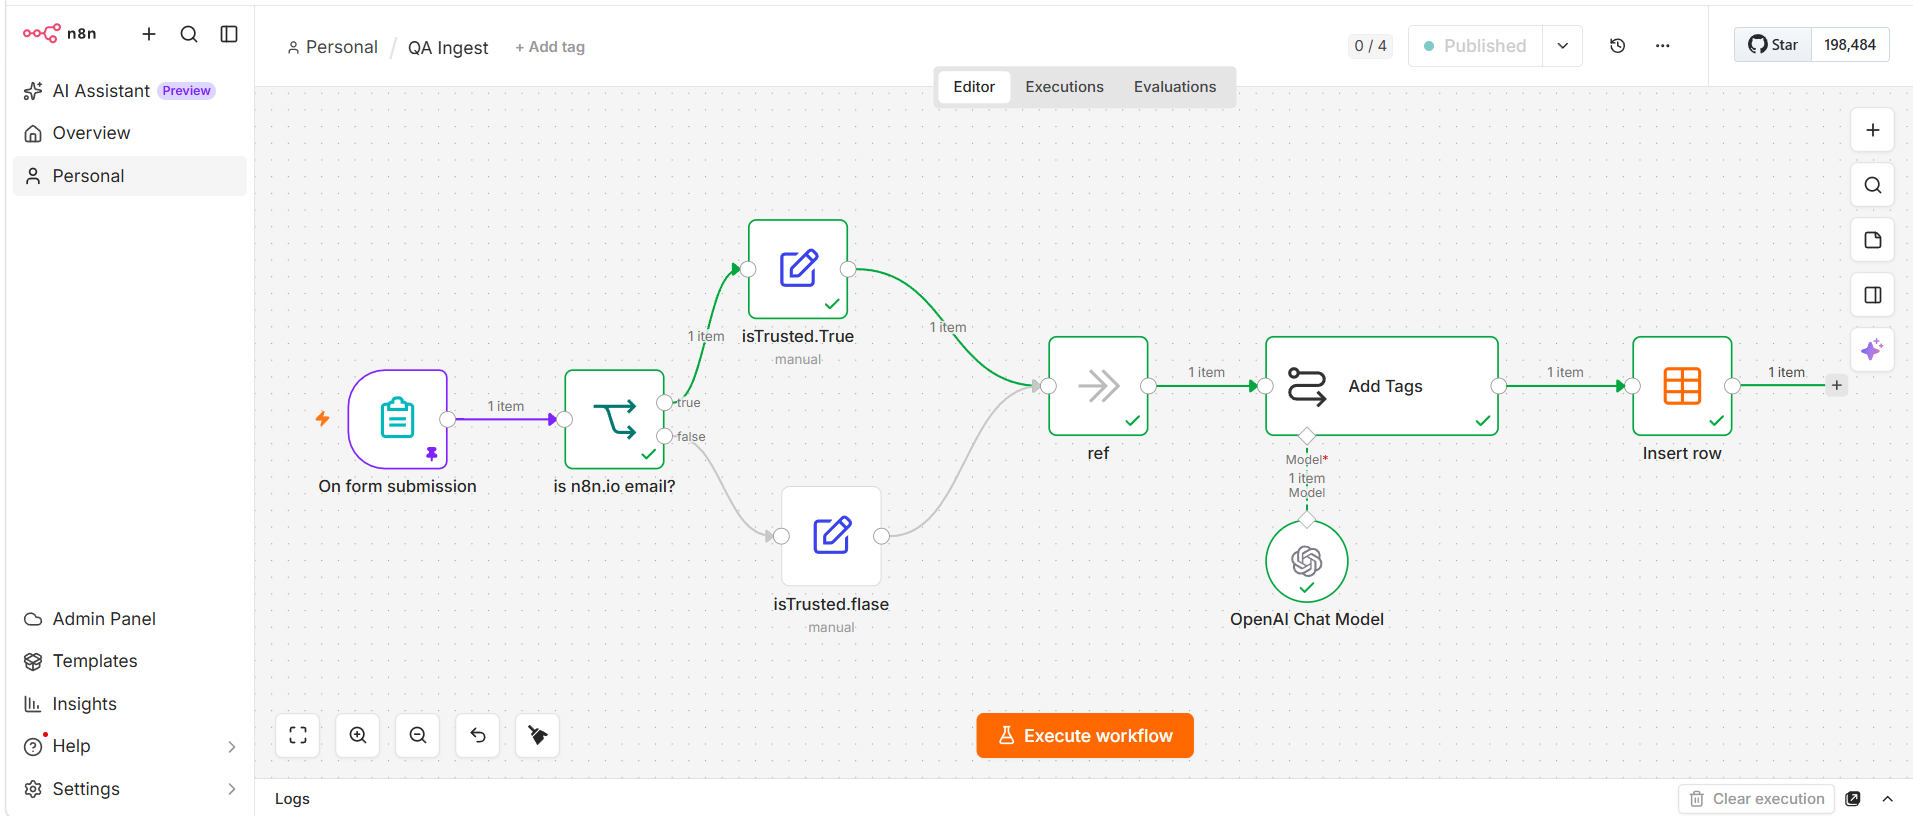 n8n
Personal / QA Ingest + Add tag
0 / 4
Published
Star 198,484
Editor Executions Evaluations
AI Assistant Preview
Overview
Personal
1 item
isTrusted.True
manual
1 item
1 item
true
false
On form submission
is n8n.io email?
isTrusted.flase
manual
ref
1 item
Add Tags
Model*
1 item
Model
OpenAI Chat Model
1 item
Insert row
1 item
Admin Panel
Templates
Insights
Help
Settings
Execute workflow
Logs
Clear execution